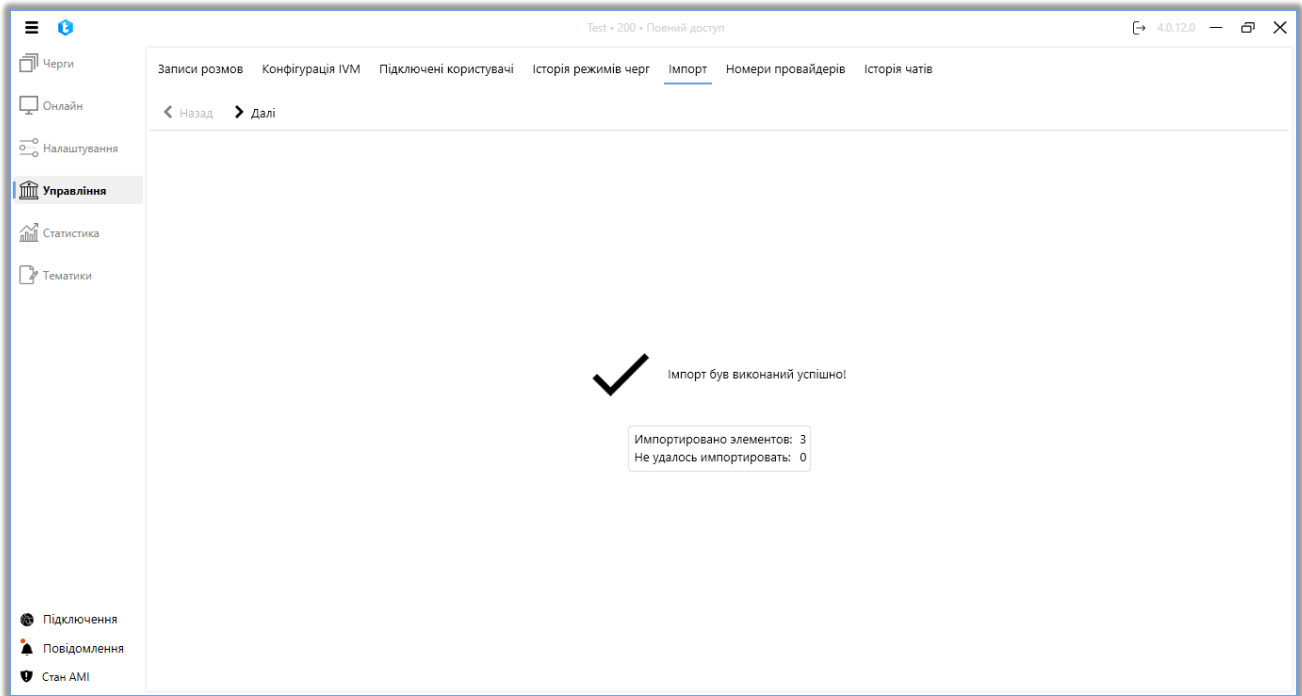 Test • 200 • Повний доступ
4.0.12.0
Черги
Онлайн
Налаштування
Управління
Статистика
Тематики
Записи розмов Конфігурація IVM Підключені користувачі Історія режимів черг Імпорт Номери провайдерів Історія чатів
Назад Далі
Імпорт був виконаний успішно!
Импортировано элементов: 3
Не удалось импортировать: 0
Підключення
Повідомлення
Стан AMI